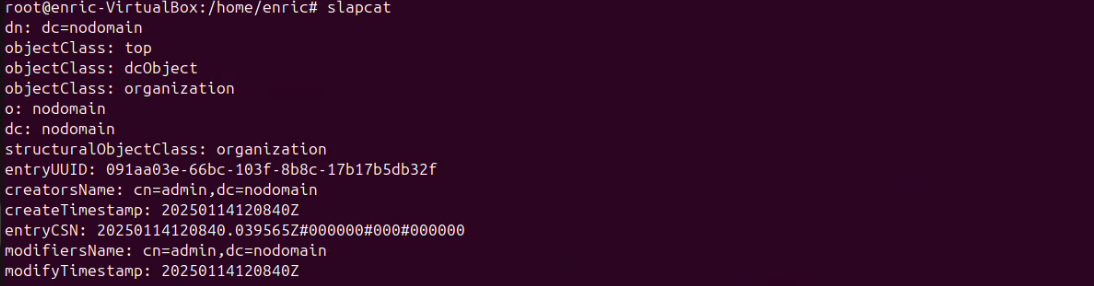 root@enric-VirtualBox:/home/enric# slapcat
dn: dc=nodomain
objectClass: top
objectClass: dcObject
objectClass: organization
o: nodomain
dc: nodomain
structuralObjectClass: organization
entryUUID: 091aa03e-66bc-103f-8b8c-17b17b5db32f
creatorsName: cn=admin,dc=nodomain
createTimestamp: 20250114120840Z
entryCSN: 20250114120840.039565Z#000000#000#000000
modifiersName: cn=admin,dc=nodomain
modifyTimestamp: 20250114120840Z